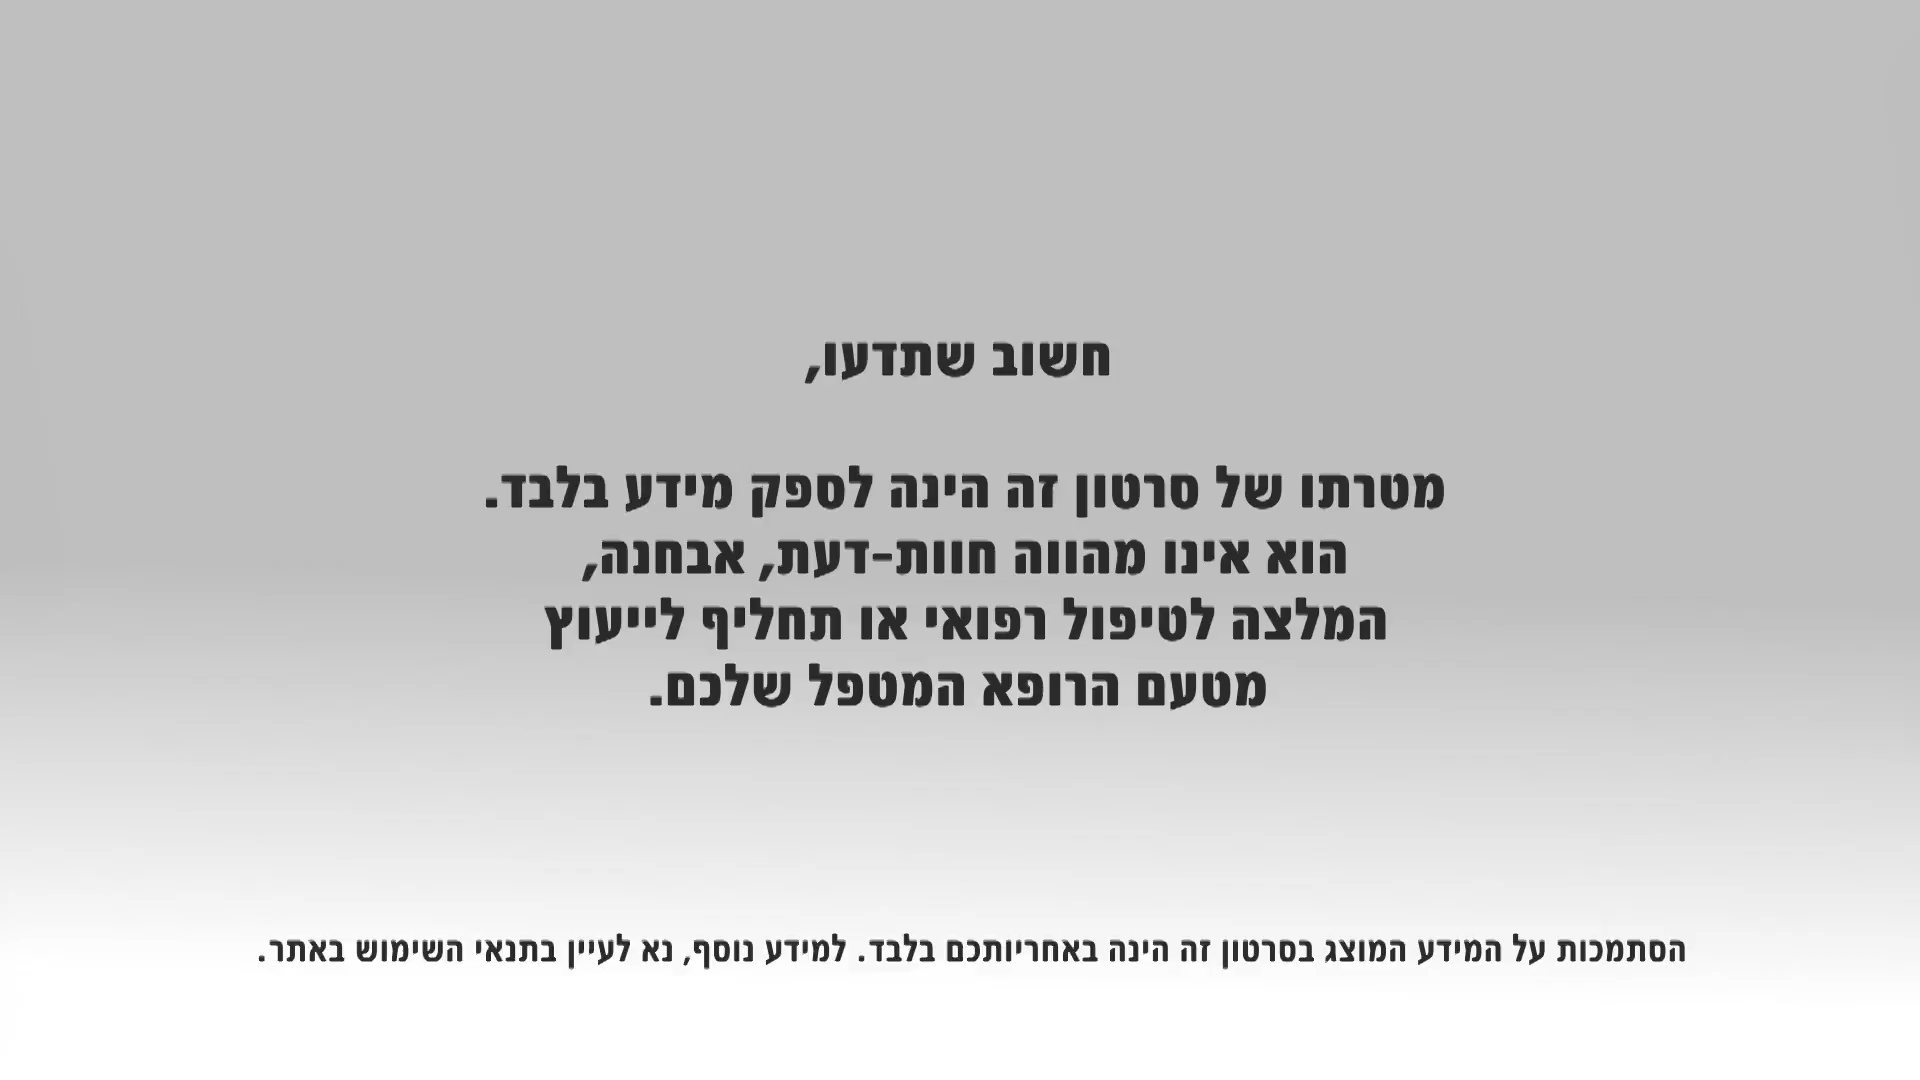 חשוב שתדעו,
מטרתו של סרטון זה הינה לספק מידע בלבד.
הוא אינו מהווה חוות-דעת, אבחנה,
המלצה לטיפול רפואי או תחליף לייעוץ
מטעם הרופא המטפל שלכם.
הסתמכות על המידע המוצג בסרטון זה הינה באחריותכם בלבד. למידע נוסף, נא לעיין בתנאי השימוש באתר.